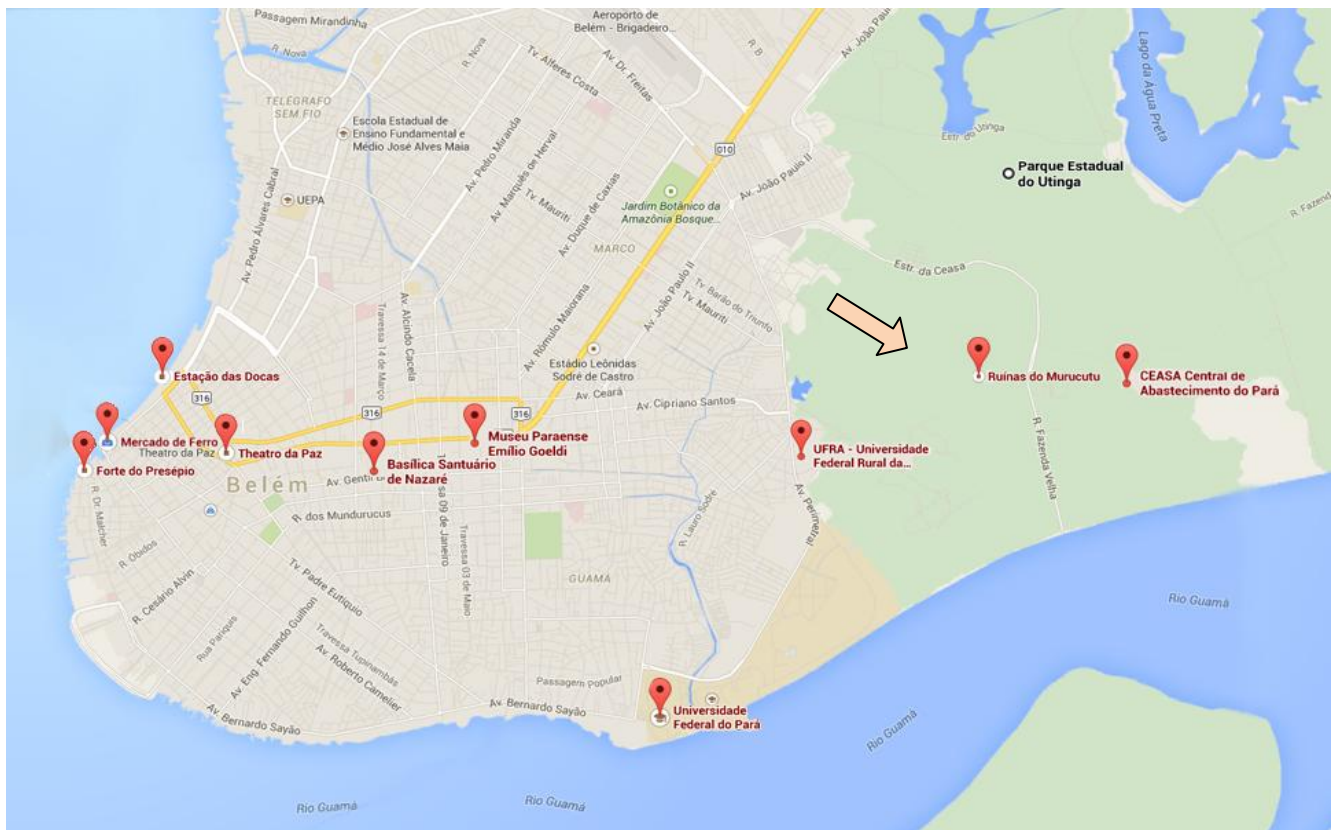 Passagem Mirandinha
Aeroporto de
Belém - Brigadeiro...
Av. João Paulo II
R. Nova
R. Nova
R. B
Tv. Alferes Costa
Av. Dr. Freitas
Lago da Água Preta
TELÉGRAFO
SEM FIO
Escola Estadual de
Ensino Fundamental e
Médio José Alves Maia
Av. Pedro Miranda
Av. Marquês de Herval
010
Estr. do Utinga
Parque Estadual
do Utinga
Av. João Paulo II
UEPA
Av. Pedro Álvares Cabral
Tv. Mauriti
Av. Duque de Caxias
Jardim Botânico da
Amazônia Bosque...
R. Fazend
MARCO
Estr. da Ceasa
Av. Alcindo Cacela
Travessa 14 de Março
Av. Rômulo Maiorana
Av. João Paulo II
Tv. Barão do Triunfo
Tv. Mauriti
Estádio Leônidas
Sodré de Castro
Estação das Docas
Ruínas do Murucutu
CEASA Central de
Abastecimento do Pará
316
316
316
Av. Ceará
Av. Cipriano Santos
R. Fazenda Velha
Mercado de Ferro
Theatro da Paz
Theatro da Paz
Museu Paraense
Emílio Goeldi
UFRA - Universidade
Federal Rural da...
Forte do Presépio
Basílica Santuário
de Nazaré
Belém
Av. Gentil
R. Dr. Malcher
R. dos Mundurucus
sa 09 de Janeiro
Travessa 03 de Maio
R. Lauro Sodré
Av. Perimetral
R. Óbidos
R. Cesário Alvin
Tv. Padre Eutíquio
GUAMÁ
Rio Guamá
Rua Pariquis
Av. Eng. Fernando Guilhon
Travessa Tupinambás
Av. Roberto Camelier
Passagem Popular
Av. Bernardo Sayão
Av. Bernardo Sayão
Universidade
Federal do Pará
Rio Guamá
Rio Guamá
Rio Guamá